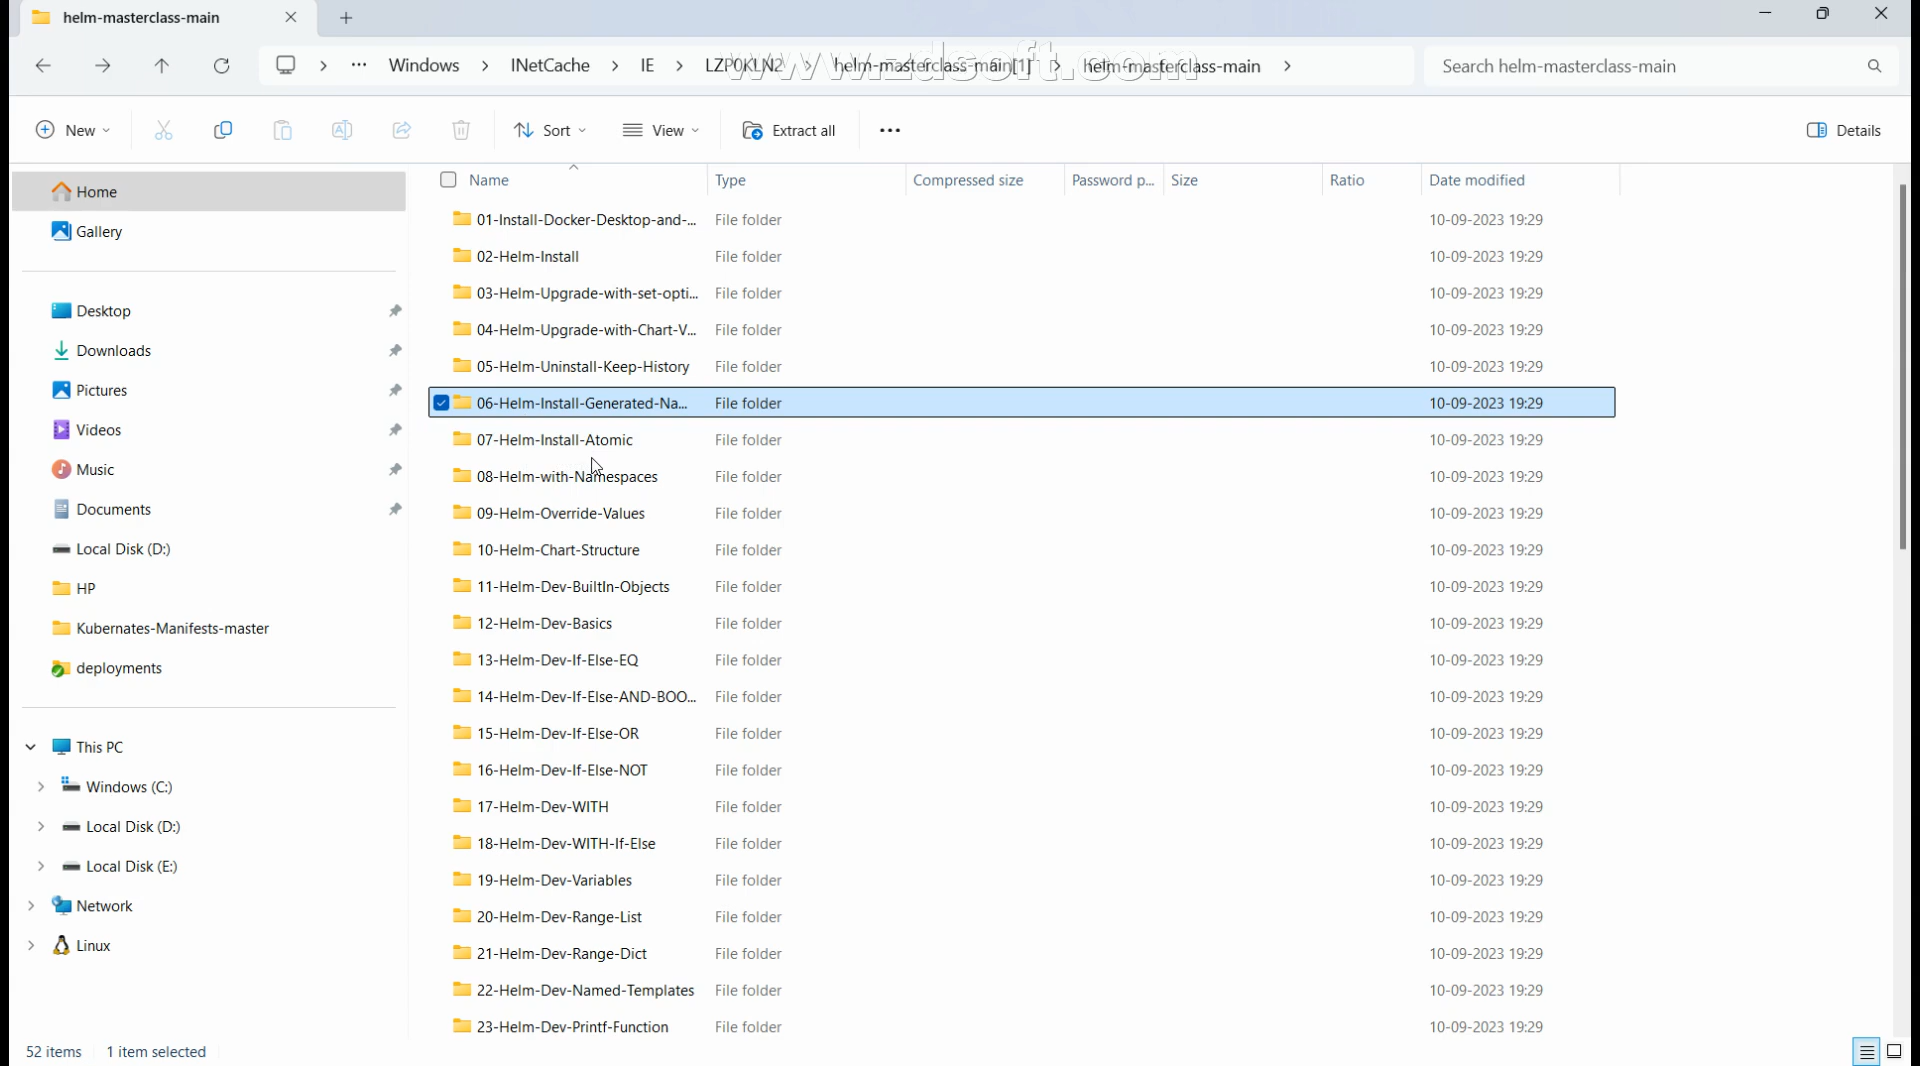 helm-masterclass-main
Windows > INetCache > IE > LZP0KLN2 > helm-masterclass-main[1] > helm-masterclass-main >
Search helm-masterclass-main
www.zdsoft.com
New
Sort
View
Extract all
Details
Name Type Compressed size Password p... Size Ratio Date modified
Home
Gallery
Desktop
Downloads
Pictures
Videos
Music
Documents
Local Disk (D:)
HP
Kubernates-Manifests-master
deployments
This PC
Windows (C:)
Local Disk (D:)
Local Disk (E:)
Network
Linux
01-Install-Docker-Desktop-and-... File folder 10-09-2023 19:29
02-Helm-Install File folder 10-09-2023 19:29
03-Helm-Upgrade-with-set-opti... File folder 10-09-2023 19:29
04-Helm-Upgrade-with-Chart-V... File folder 10-09-2023 19:29
05-Helm-Uninstall-Keep-History File folder 10-09-2023 19:29
06-Helm-Install-Generated-Na... File folder 10-09-2023 19:29
07-Helm-Install-Atomic File folder 10-09-2023 19:29
08-Helm-with-Namespaces File folder 10-09-2023 19:29
09-Helm-Override-Values File folder 10-09-2023 19:29
10-Helm-Chart-Structure File folder 10-09-2023 19:29
11-Helm-Dev-BuiltIn-Objects File folder 10-09-2023 19:29
12-Helm-Dev-Basics File folder 10-09-2023 19:29
13-Helm-Dev-If-Else-EQ File folder 10-09-2023 19:29
14-Helm-Dev-If-Else-AND-BOO... File folder 10-09-2023 19:29
15-Helm-Dev-If-Else-OR File folder 10-09-2023 19:29
16-Helm-Dev-If-Else-NOT File folder 10-09-2023 19:29
17-Helm-Dev-WITH File folder 10-09-2023 19:29
18-Helm-Dev-WITH-If-Else File folder 10-09-2023 19:29
19-Helm-Dev-Variables File folder 10-09-2023 19:29
20-Helm-Dev-Range-List File folder 10-09-2023 19:29
21-Helm-Dev-Range-Dict File folder 10-09-2023 19:29
22-Helm-Dev-Named-Templates File folder 10-09-2023 19:29
23-Helm-Dev-Printf-Function File folder 10-09-2023 19:29
52 items 1 item selected